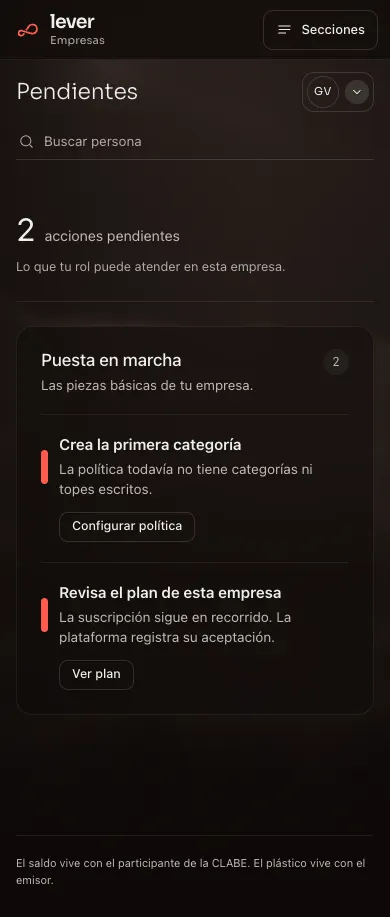 lever
Empresas
Secciones
Pendientes
GV
Buscar persona
2 acciones pendientes
Lo que tu rol puede atender en esta empresa.
Puesta en marcha
2
Las piezas básicas de tu empresa.
Crea la primera categoría
La política todavía no tiene categorías ni
topes escritos.
Configurar política
Revisa el plan de esta empresa
La suscripción sigue en recorrido. La
plataforma registra su aceptación.
Ver plan
El saldo vive con el participante de la CLABE. El plástico vive con el
emisor.